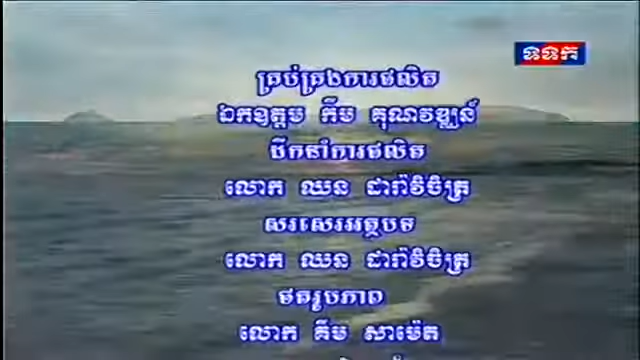 ទទក
គ្រប់គ្រងការផលិត
ឯកឧត្តម កឹម គុណវឌ្ឍន៍
ដឹកនាំការផលិត
លោក ឈន ដារ៉ាវិចិត្រ
សរសេរអត្ថបទ
លោក ឈន ដារ៉ាវិចិត្រ
ថតរូបភាព
លោក គឹម សាម៉េត